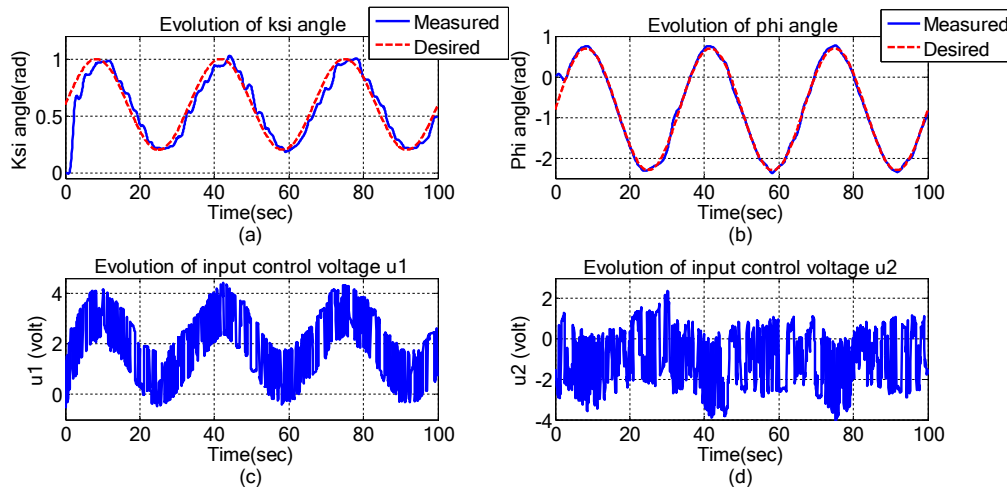 Evolution of ksi angle
Measured
Desired
1
0.5
0
Ksi angle(rad)
0 20 40 60 80 100
Time(sec)
(a)
Evolution of phi angle
Measured
Desired
1
0
-1
-2
Phi angle(rad)
0 20 40 60 80 100
Time(sec)
(b)
Evolution of input control voltage u1
4
2
0
u1 (volt)
0 20 40 60 80 100
Time(sec)
(c)
Evolution of input control voltage u2
2
0
-2
-4
u2 (volt)
0 20 40 60 80 100
Time(sec)
(d)